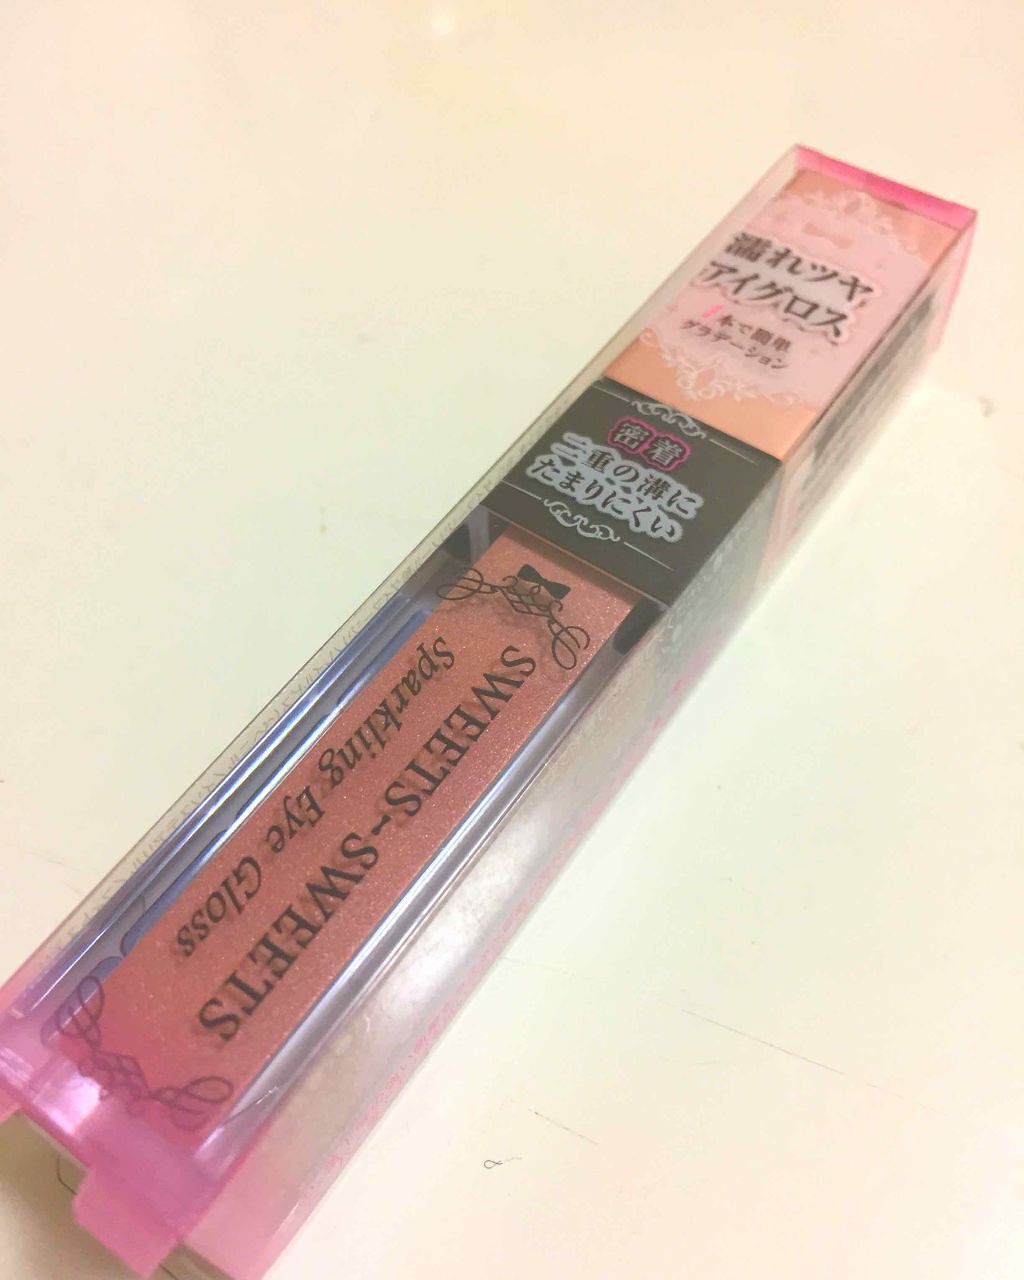 濡れツヤ
アイグロス
1本で簡単
グラデーション
密着
二重の溝に
たまりにくい
SWEETS-SWEETS
Sparkling Eye Gloss